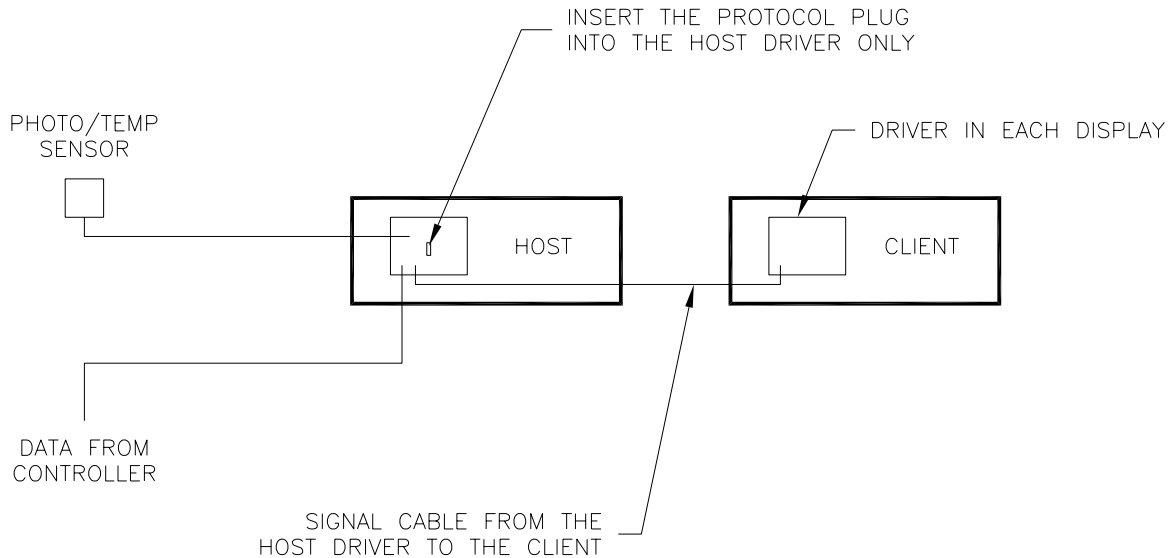 INSERT THE PROTOCOL PLUG
INTO THE HOST DRIVER ONLY
PHOTO/TEMP
SENSOR
DRIVER IN EACH DISPLAY
HOST
CLIENT
DATA FROM
CONTROLLER
SIGNAL CABLE FROM THE
HOST DRIVER TO THE CLIENT